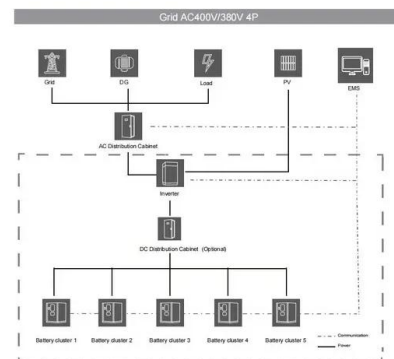 Grid AC400V/380V 4P
Grid
DG
Load
PV
EMS
AC Distribution Cabinet
Inverter
DC Distribution Cabinet (Optional)
Battery cluster 1
Battery cluster 2
Battery cluster 3
Battery cluster 4
Battery cluster 5
Communication
Power